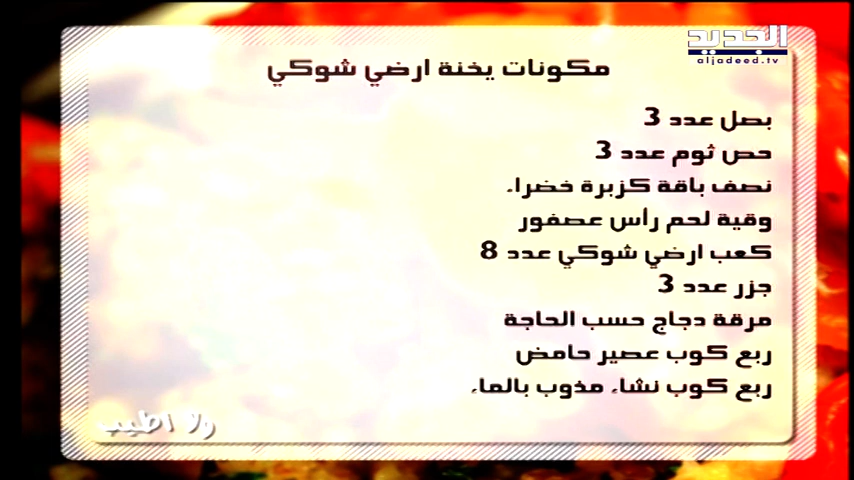 الجديد
aljadeed.tv
مكونات يخنة ارضي شوكي
بصل عدد 3
حص ثوم عدد 3
نصف باقة كزبرة خضراء
وقية لحم رأس عصفور
كعب ارضي شوكي عدد 8
جزر عدد 3
مرقة دجاج حسب الحاجة
ربع كوب عصير حامض
ربع كوب نشاء مذوب بالماء
ولا اطيب